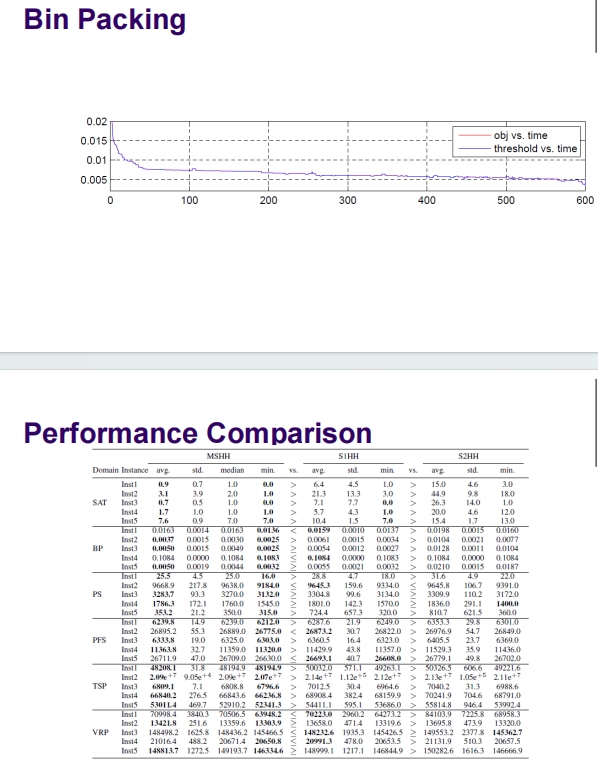 Bin Packing
0.02
0.015
0.01
0.005
obj vs. time
threshold vs. time
0 100 200 300 400 500 600
Performance Comparison
MSHH S1HH S2HH
Domain Instance avg. std. median min. vs. avg. std. min. vs. avg. std. min.
Inst1 0.9 0.7 1.0 0.0 > 6.4 4.5 1.0 > 15.0 4.6 3.0
Inst2 3.1 3.9 2.0 1.0 > 21.3 13.3 3.0 > 44.9 9.8 18.0
SAT Inst3 0.7 0.5 1.0 0.0 > 7.1 7.7 0.0 > 26.3 14.0 1.0
Inst4 1.7 1.0 1.0 1.0 > 5.7 4.3 1.0 > 20.0 4.6 12.0
Inst5 7.6 0.9 7.0 7.0 > 10.4 1.5 7.0 > 15.4 1.7 13.0
Inst1 0.0163 0.0014 0.0163 0.0136 < 0.0159 0.0010 0.0137 > 0.0198 0.0015 0.0160
Inst2 0.0037 0.0015 0.0030 0.0025 > 0.0061 0.0015 0.0034 > 0.0104 0.0021 0.0077
BP Inst3 0.0050 0.0015 0.0049 0.0025 ≥ 0.0054 0.0012 0.0027 > 0.0128 0.0011 0.0104
Inst4 0.1084 0.0000 0.1084 0.1083 ≤ 0.1084 0.0000 0.1083 > 0.1084 0.0000 0.1084
Inst5 0.0050 0.0019 0.0044 0.0032 ≥ 0.0055 0.0021 0.0032 > 0.0210 0.0015 0.0187
Inst1 25.5 4.5 25.0 16.0 > 28.8 4.7 18.0 > 31.6 4.9 22.0
Inst2 9668.9 217.8 9638.0 9184.0 ≤ 9645.3 159.6 9334.0 ≤ 9645.8 106.7 9391.0
PS Inst3 3283.7 93.3 3270.0 3132.0 ≥ 3304.8 99.6 3134.0 ≥ 3309.9 110.2 3172.0
Inst4 1786.3 172.1 1760.0 1545.0 ≥ 1801.0 142.3 1570.0 ≥ 1836.0 291.1 1400.0
Inst5 353.2 21.2 350.0 315.0 > 724.4 657.3 320.0 > 810.7 621.5 360.0
Inst1 6239.8 14.9 6239.0 6212.0 > 6287.6 21.9 6249.0 > 6353.3 29.8 6301.0
Inst2 26895.2 55.3 26889.0 26775.0 < 26873.2 30.7 26822.0 > 26976.9 54.7 26849.0
PFS Inst3 6333.8 19.0 6325.0 6303.0 > 6360.5 16.4 6323.0 > 6405.5 23.7 6369.0
Inst4 11363.8 32.7 11359.0 11320.0 > 11429.9 43.8 11357.0 > 11529.3 35.9 11436.0
Inst5 26711.9 47.0 26709.0 26630.0 ≤ 26693.1 40.7 26608.0 > 26779.1 49.8 26702.0
Inst1 48208.1 31.8 48194.9 48194.9 > 50032.0 571.1 49263.1 > 50326.5 606.6 49221.6
Inst2 2.09e+7 9.05e+4 2.09e+7 2.07e+7 > 2.14e+7 1.12e+5 2.12e+7 > 2.13e+7 1.05e+5 2.11e+7
TSP Inst3 6809.1 7.1 6808.8 6796.6 > 7012.5 30.4 6964.6 > 7040.2 31.3 6988.6
Inst4 66840.2 276.5 66843.6 66236.8 > 68908.4 382.4 68159.9 > 70241.9 704.6 68791.0
Inst5 53011.4 469.7 52910.2 52341.3 > 54411.1 595.1 53686.0 > 55814.8 946.4 53992.4
Inst1 70998.4 3840.3 70506.5 63948.2 ≤ 70223.0 2960.2 64273.2 > 84103.9 7225.8 68958.3
Inst2 13421.8 251.6 13359.6 13303.9 ≥ 13658.0 471.4 13319.6 > 13695.8 473.9 13320.0
VRP Inst3 148498.2 1625.8 148436.2 145466.5 ≤ 148232.6 1935.3 145426.5 ≥ 149553.2 2377.8 145362.7
Inst4 21016.4 488.2 20671.4 20650.8 ≤ 20991.3 478.0 20653.5 > 21131.9 510.3 20657.5
Inst5 148813.7 1272.5 149193.7 146334.6 ≥ 148999.1 1217.1 146844.9 > 150282.6 1616.3 146666.9